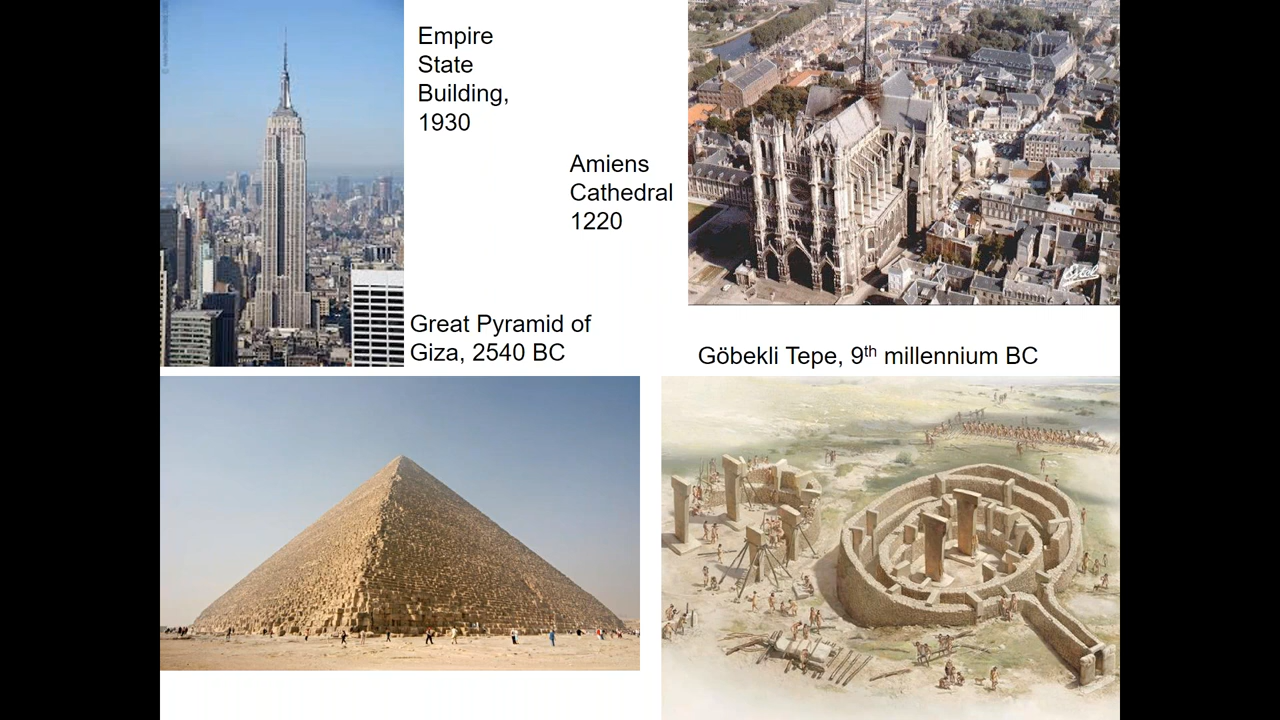 Empire
State
Building,
1930
Amiens
Cathedral
1220
Great Pyramid of
Giza, 2540 BC
Göbekli Tepe, 9th millennium BC